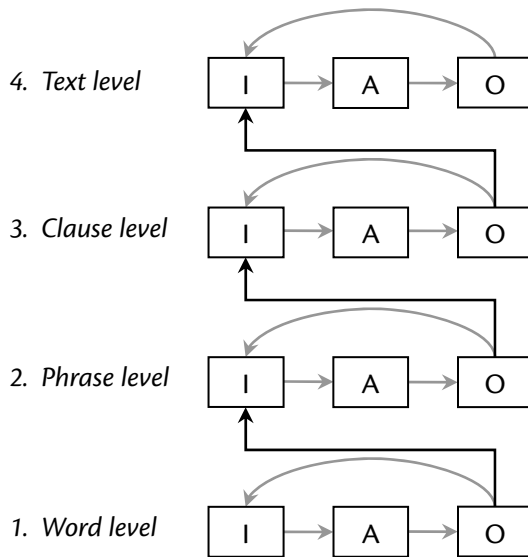 4. Text level I A O
3. Clause level I A O
2. Phrase level I A O
1. Word level I A O